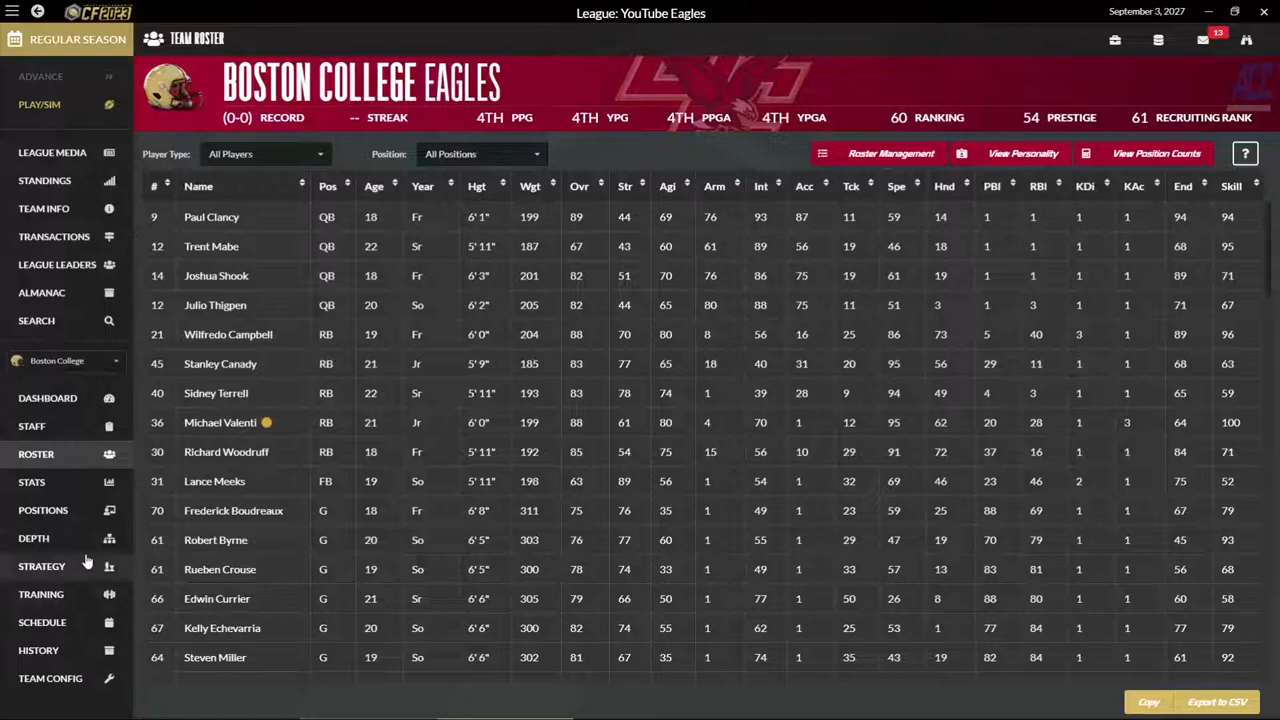 CF2023
League: YouTube Eagles
September 3, 2027
REGULAR SEASON
TEAM ROSTER
13
ADVANCE
PLAY/SIM
LEAGUE MEDIA
STANDINGS
TEAM INFO
TRANSACTIONS
LEAGUE LEADERS
ALMANAC
SEARCH
Boston College
DASHBOARD
STAFF
ROSTER
STATS
POSITIONS
DEPTH
STRATEGY
TRAINING
SCHEDULE
HISTORY
TEAM CONFIG
BOSTON COLLEGE EAGLES
(0-0) RECORD -- STREAK 4TH PPG 4TH YPG 4TH PPGA 4TH YPGA 60 RANKING 54 PRESTIGE 61 RECRUITING RANK
Player Type: All Players Position: All Positions Roster Management View Personality View Position Counts ?
# Name Pos Age Year Hgt Wgt Ovr Str Agi Arm Int Acc Tck Spe Hnd PBl RBl KDi KAc End Skill
9 Paul Clancy QB 18 Fr 6' 1" 199 89 44 69 76 93 87 11 59 14 1 1 1 1 94 94
12 Trent Mabe QB 22 Sr 5' 11" 187 67 43 60 61 89 56 19 46 18 1 1 1 1 68 95
14 Joshua Shook QB 18 Fr 6' 3" 201 82 51 70 76 86 75 19 61 19 1 1 1 1 89 71
12 Julio Thigpen QB 20 So 6' 2" 205 82 44 65 80 88 75 11 51 3 1 1 1 1 71 67
21 Wilfredo Campbell RB 19 Fr 6' 0" 204 88 70 80 8 56 16 25 86 73 5 40 3 1 89 96
45 Stanley Canady RB 21 Jr 5' 9" 185 83 77 65 18 40 31 20 95 56 29 11 1 1 68 63
40 Sidney Terrell RB 22 Sr 5' 11" 193 83 78 74 1 39 28 9 94 49 4 3 1 1 65 59
36 Michael Valenti RB 21 Jr 6' 0" 199 88 61 80 4 70 1 12 95 62 20 28 1 3 64 100
30 Richard Woodruff RB 18 Fr 5' 11" 192 85 54 75 15 56 10 29 91 72 37 16 1 1 84 71
31 Lance Meeks FB 19 So 5' 11" 198 63 89 56 1 54 1 32 69 46 23 46 2 1 75 52
70 Frederick Boudreaux G 18 Fr 6' 8" 311 75 76 35 1 49 1 23 59 25 88 69 1 1 67 79
61 Robert Byrne G 20 So 6' 5" 303 76 77 60 1 55 1 29 47 19 70 79 1 1 45 93
61 Rueben Crouse G 19 So 6' 5" 300 78 74 33 1 49 1 33 57 13 83 81 1 1 56 68
66 Edwin Currier G 21 Sr 6' 6" 305 79 66 50 1 77 1 50 26 8 88 80 1 1 60 58
67 Kelly Echevarria G 20 So 6' 6" 300 82 74 55 1 62 1 25 53 1 77 84 1 1 77 79
64 Steven Miller G 19 So 6' 6" 302 81 67 35 1 74 1 35 43 19 82 84 1 1 61 92
Copy Export to CSV